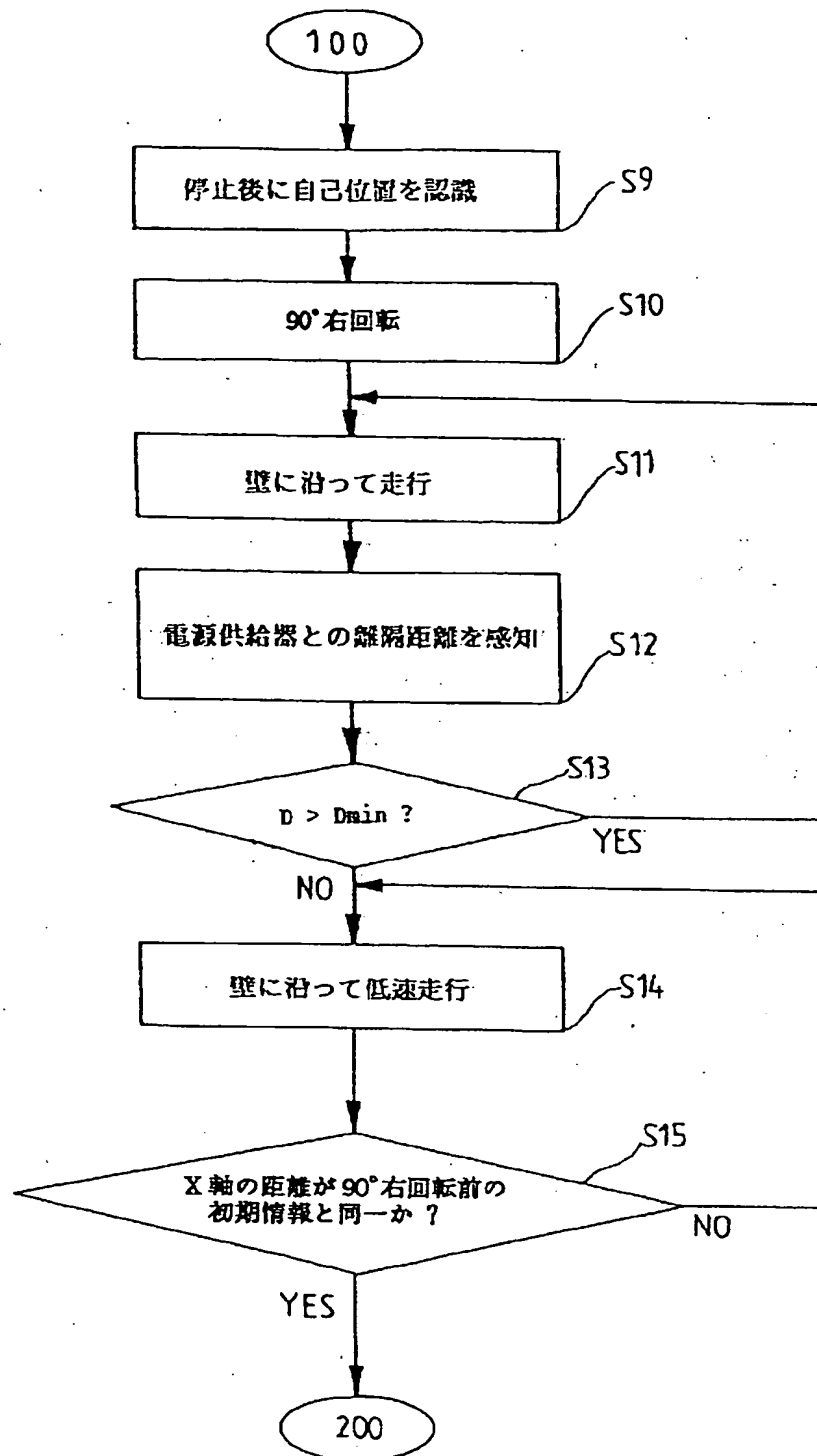 100
停止後に自己位置を認識
S9
90°右回転
S10
壁に沿って走行
S11
電源供給器との離隔距離を感知
S12
D > Dmin ?
S13
YES
NO
壁に沿って低速走行
S14
X軸の距離が90°右回転前の
初期情報と同一か ?
S15
NO
YES
200